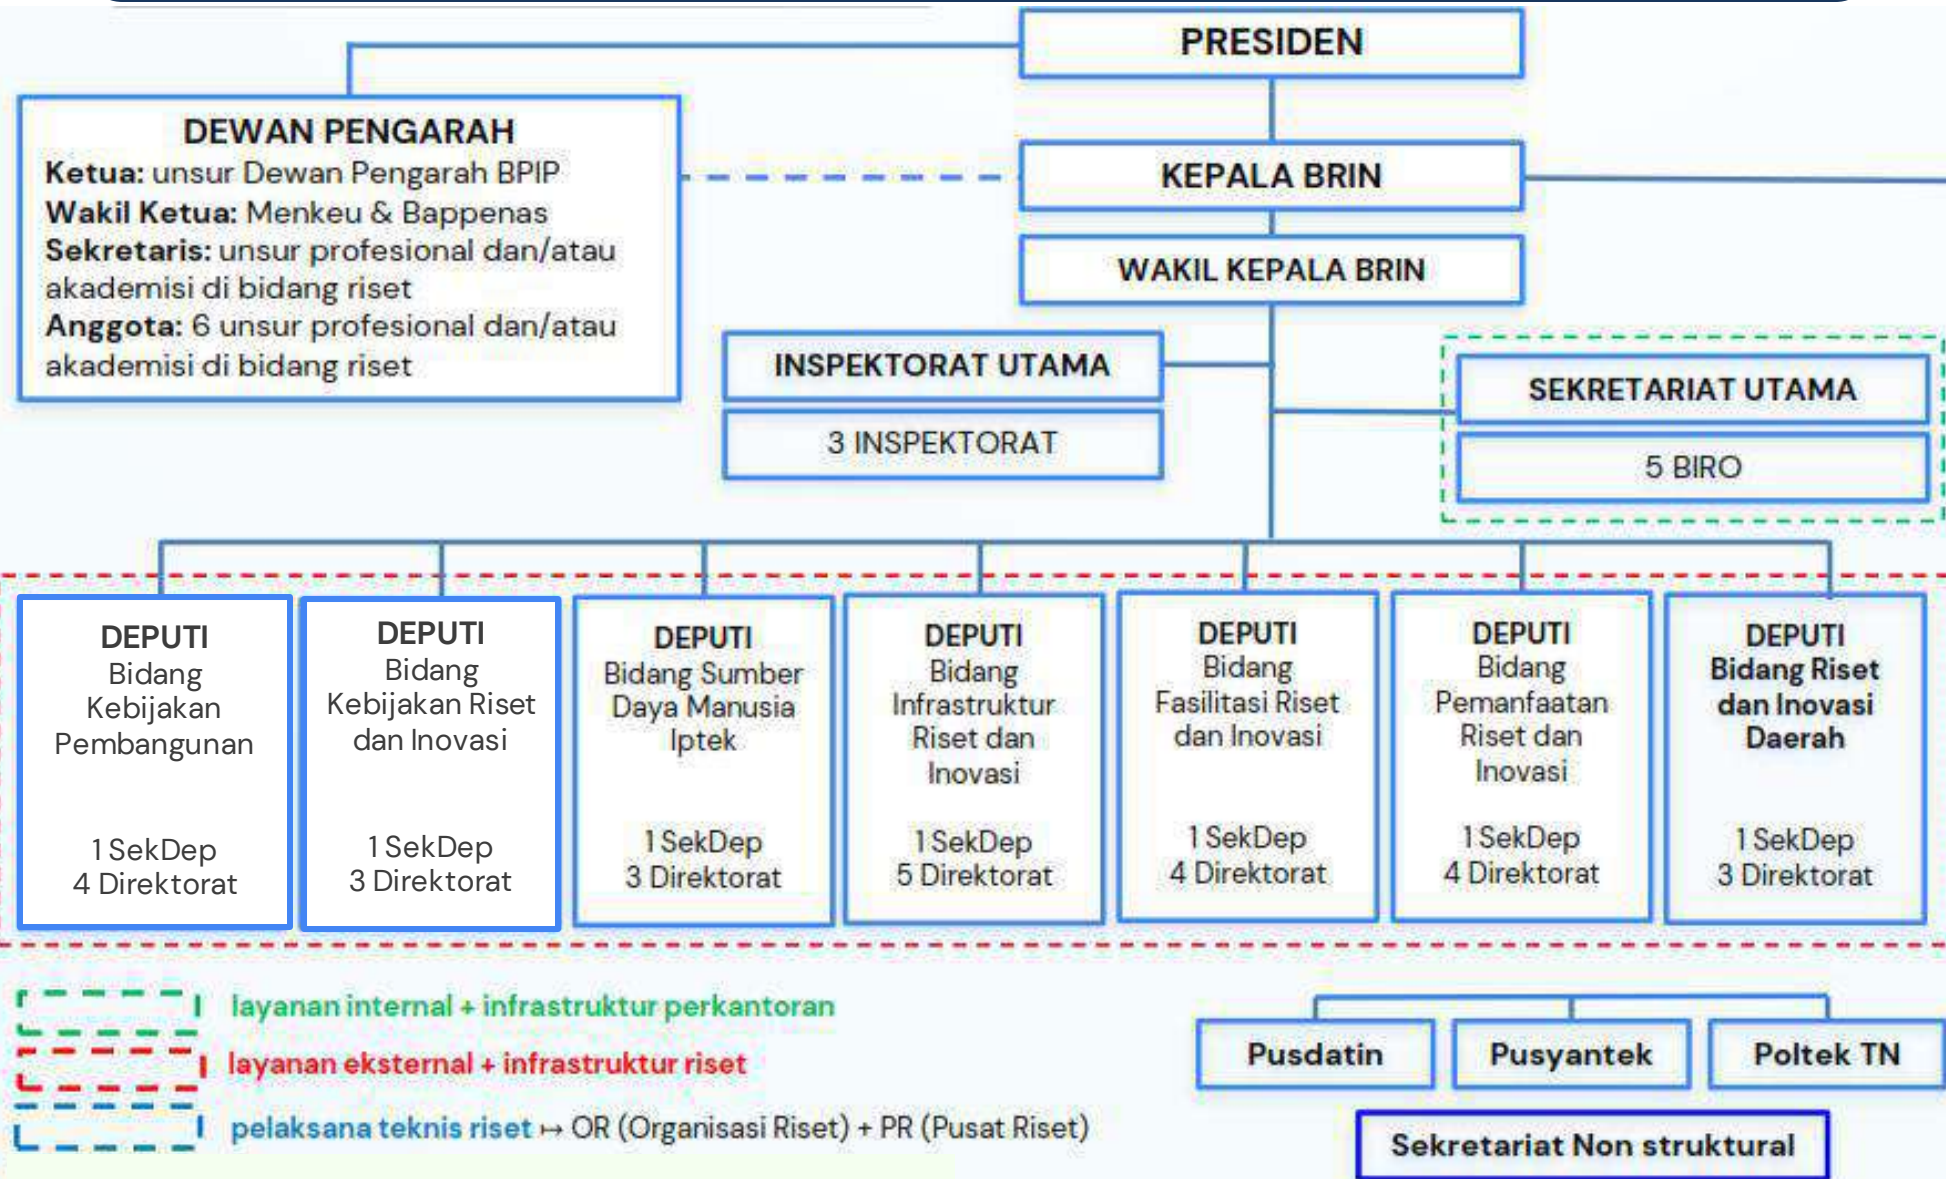 PRESIDEN
DEWAN PENGARAH
Ketua: unsur Dewan Pengarah BPIP
Wakil Ketua: Menkeu & Bappenas
Sekretaris: unsur profesional dan/atau
akademisi di bidang riset
Anggota: 6 unsur profesional dan/atau
akademisi di bidang riset
KEPALA BRIN
WAKIL KEPALA BRIN
INSPEKTORAT UTAMA
3 INSPEKTORAT
SEKRETARIAT UTAMA
5 BIRO
DEPUTI
Bidang
Kebijakan
Pembangunan
1 SekDep
4 Direktorat
DEPUTI
Bidang
Kebijakan Riset
dan Inovasi
1 SekDep
3 Direktorat
DEPUTI
Bidang Sumber
Daya Manusia
Iptek
1 SekDep
3 Direktorat
DEPUTI
Bidang
Infrastruktur
Riset dan
Inovasi
1 SekDep
5 Direktorat
DEPUTI
Bidang
Fasilitasi Riset
dan Inovasi
1 SekDep
4 Direktorat
DEPUTI
Bidang
Pemanfaatan
Riset dan
Inovasi
1 SekDep
4 Direktorat
DEPUTI
Bidang Riset
dan Inovasi
Daerah
1 SekDep
3 Direktorat
layanan internal + infrastruktur perkantoran
layanan eksternal + infrastruktur riset
pelaksana teknis riset ↦ OR (Organisasi Riset) + PR (Pusat Riset)
Pusdatin
Pusyantek
Poltek TN
Sekretariat Non struktural